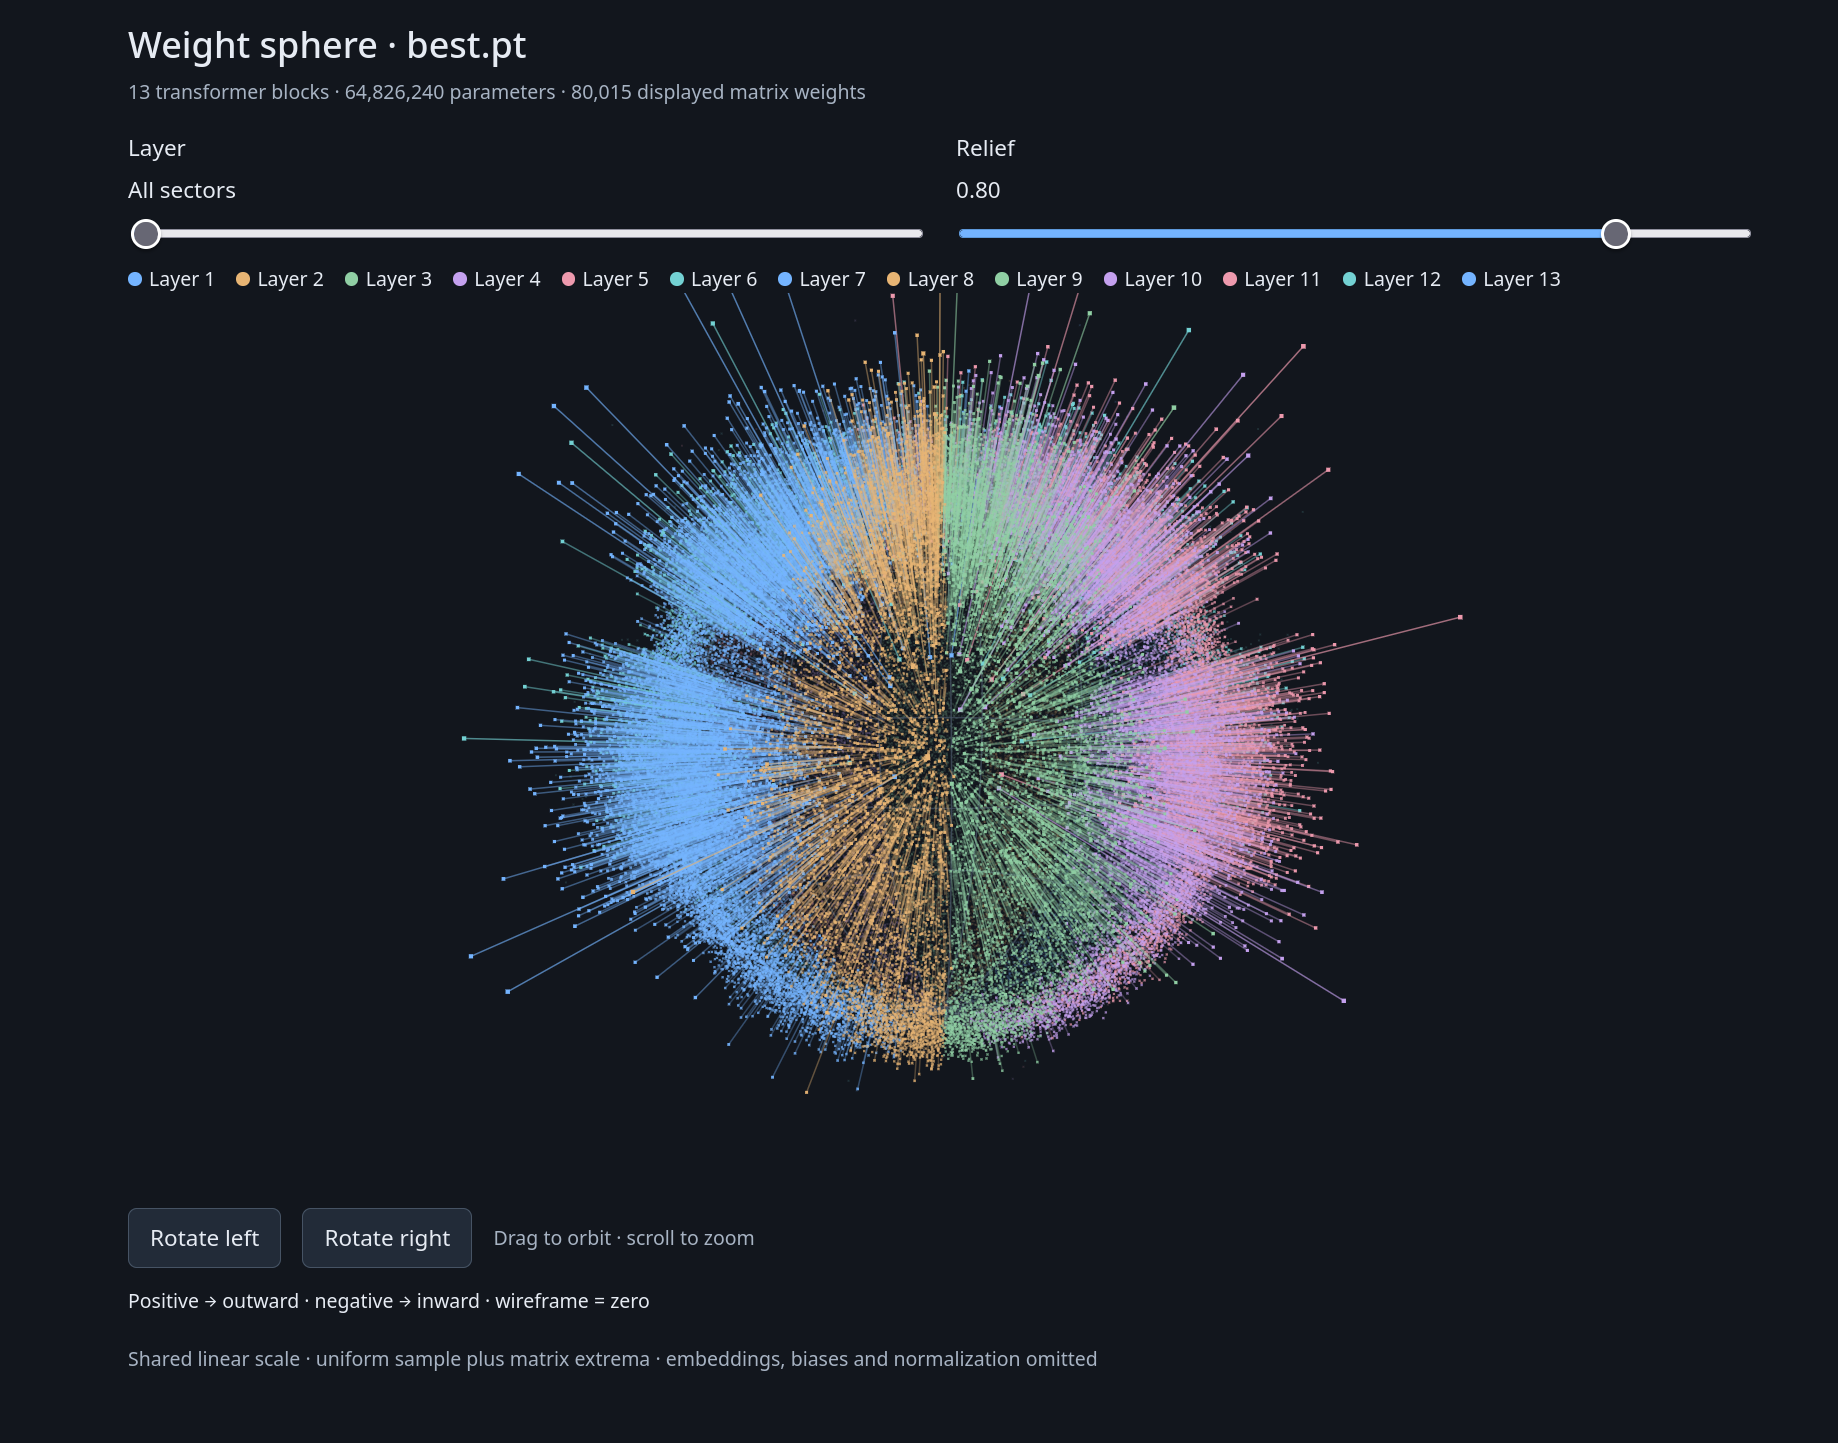 Weight sphere · best.pt
13 transformer blocks · 64,826,240 parameters · 80,015 displayed matrix weights
Layer
All sectors
Relief
0.80
Layer 1 Layer 2 Layer 3 Layer 4 Layer 5 Layer 6 Layer 7 Layer 8 Layer 9 Layer 10 Layer 11 Layer 12 Layer 13
Rotate left Rotate right Drag to orbit · scroll to zoom
Positive → outward · negative → inward · wireframe = zero
Shared linear scale · uniform sample plus matrix extrema · embeddings, biases and normalization omitted